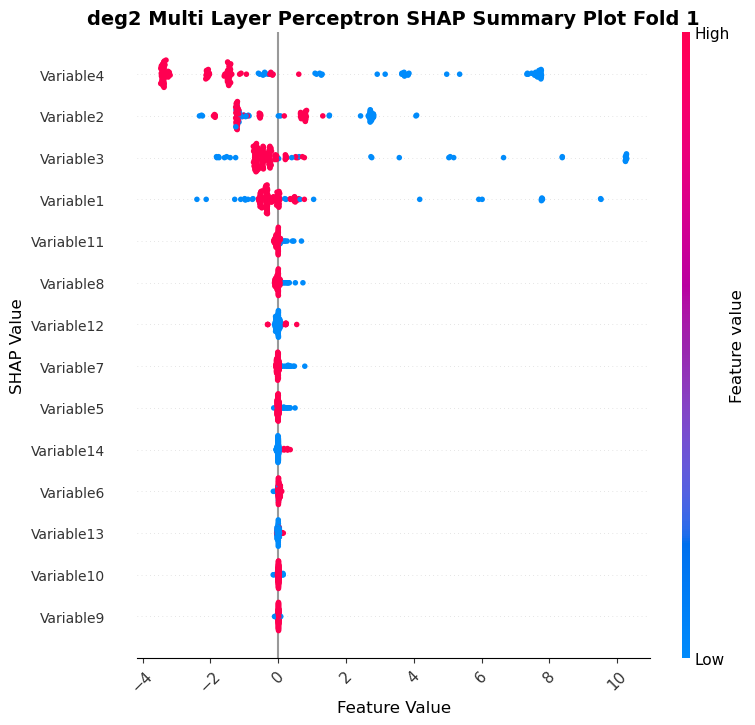 deg2 Multi Layer Perceptron SHAP Summary Plot Fold 1
High
Variable4
Variable2
Variable3
Variable1
Variable11
Variable8
Variable12
Variable7
Variable5
Variable14
Variable6
Variable13
Variable10
Variable9
SHAP Value
Feature value
Low
−4
−2
0
2
4
6
8
10
Feature Value